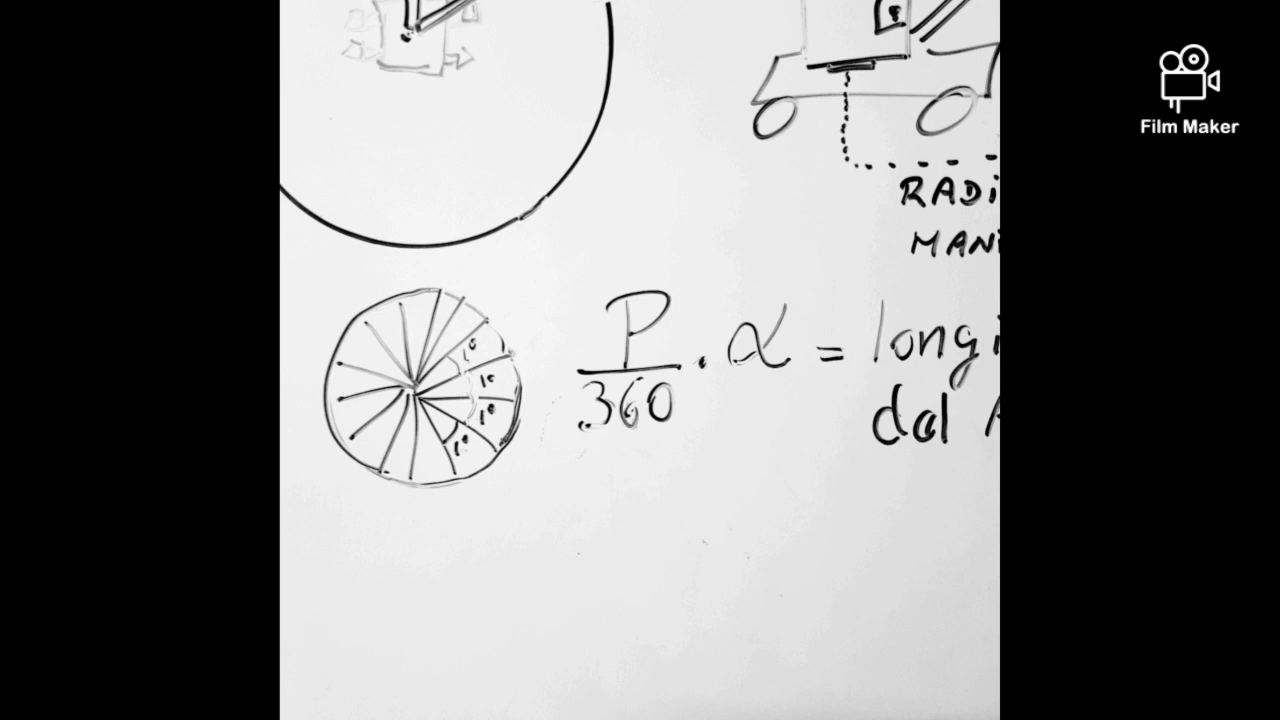 Film Maker
RADI
MANI
P
360
. α = longi
dal A
1° 1° 1° 1°